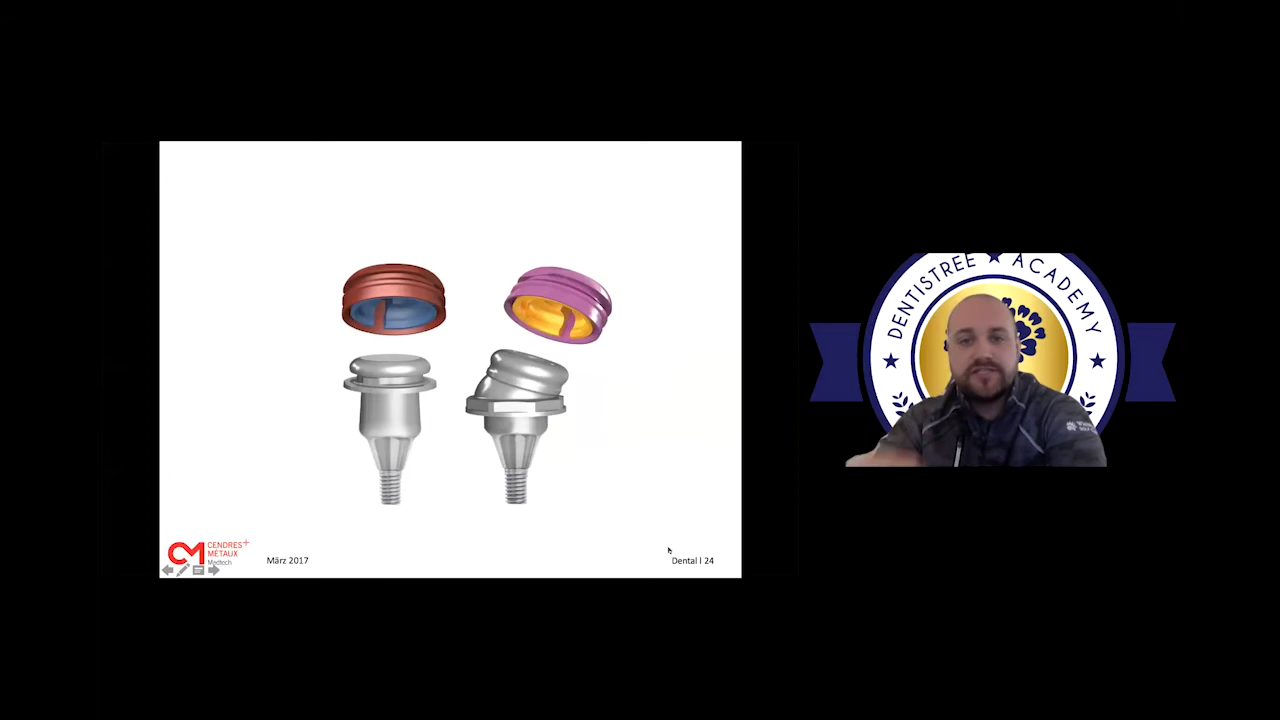 CENDRES+
MÉTAUX
Medtech
März 2017
Dental | 24
DENTISTREE ★ ACADEMY